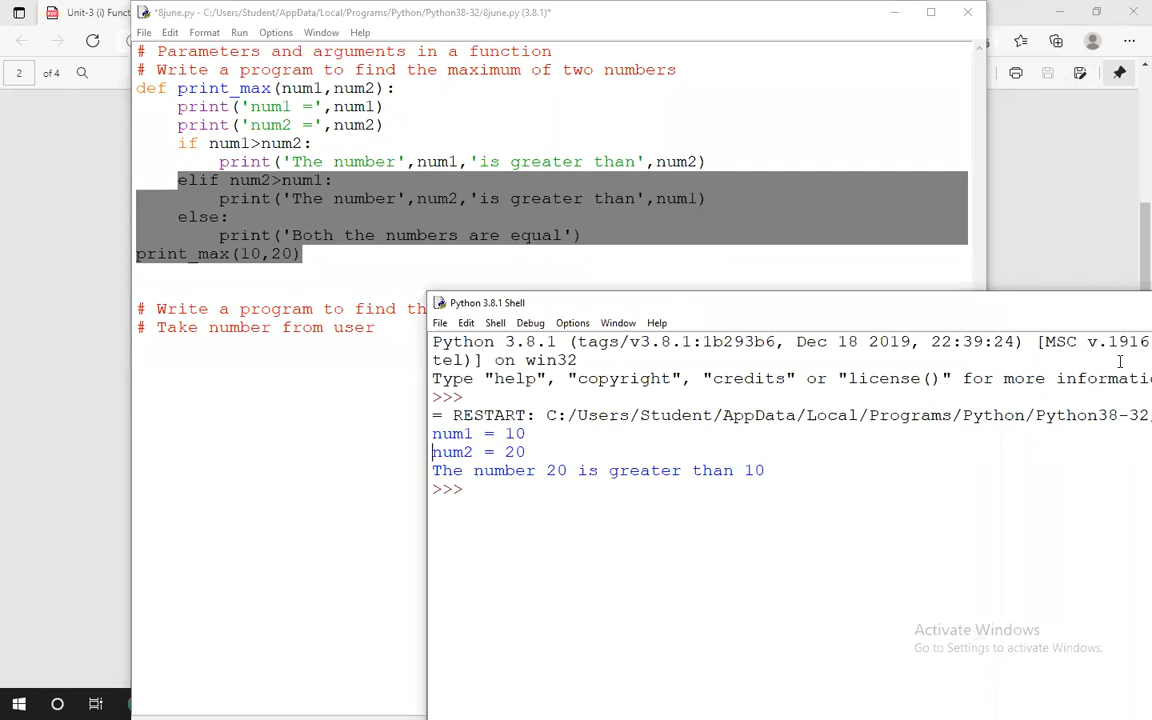 Unit-3 (i) Funct
2 of 4
*8june.py - C:/Users/Student/AppData/Local/Programs/Python/Python38-32/8june.py (3.8.1)*
File Edit Format Run Options Window Help
# Parameters and arguments in a function
# Write a program to find the maximum of two numbers
def print_max(num1,num2):
    print('num1 =',num1)
    print('num2 =',num2)
    if num1>num2:
        print('The number',num1,'is greater than',num2)
    elif num2>num1:
        print('The number',num2,'is greater than',num1)
    else:
        print('Both the numbers are equal')
print_max(10,20)
# Write a program to find th
# Take number from user
Python 3.8.1 Shell
File Edit Shell Debug Options Window Help
Python 3.8.1 (tags/v3.8.1:1b293b6, Dec 18 2019, 22:39:24) [MSC v.1916
tel)] on win32
Type "help", "copyright", "credits" or "license()" for more informatio
>>>
= RESTART: C:/Users/Student/AppData/Local/Programs/Python/Python38-32/
num1 = 10
num2 = 20
The number 20 is greater than 10
>>>
Activate Windows
Go to Settings to activate Windows.